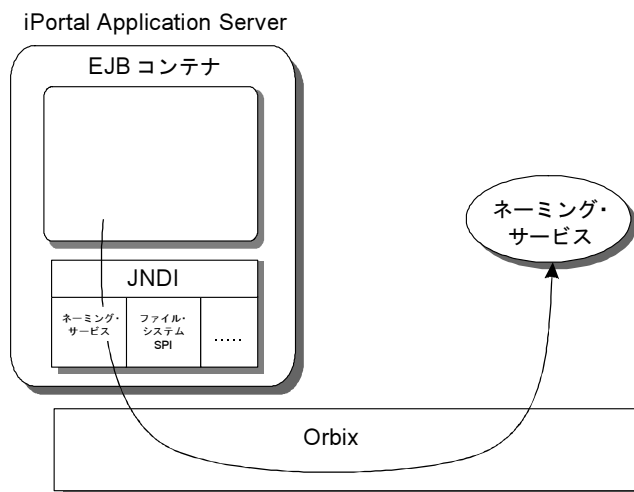 iPortal Application Server
EJB コンテナ
ネーミング・
サービス
JNDI
ネーミング・
サービス
ファイル・
システム
SPI
.....
Orbix